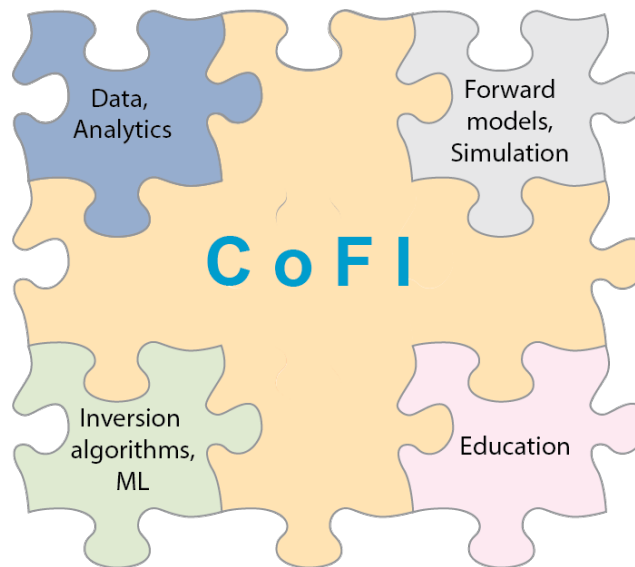 Data,
Analytics
Forward
models,
Simulation
C o F I
Inversion
algorithms,
ML
Education